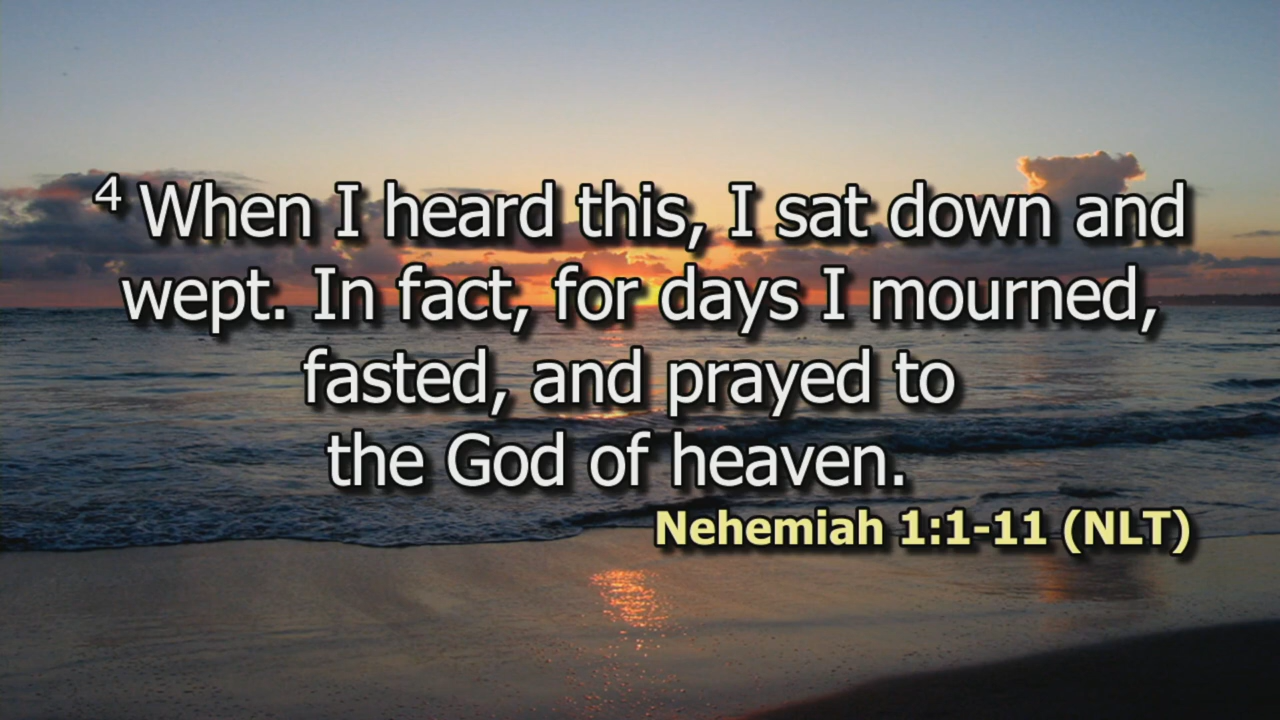 4 When I heard this, I sat down and
wept. In fact, for days I mourned,
fasted, and prayed to
the God of heaven.
Nehemiah 1:1-11 (NLT)